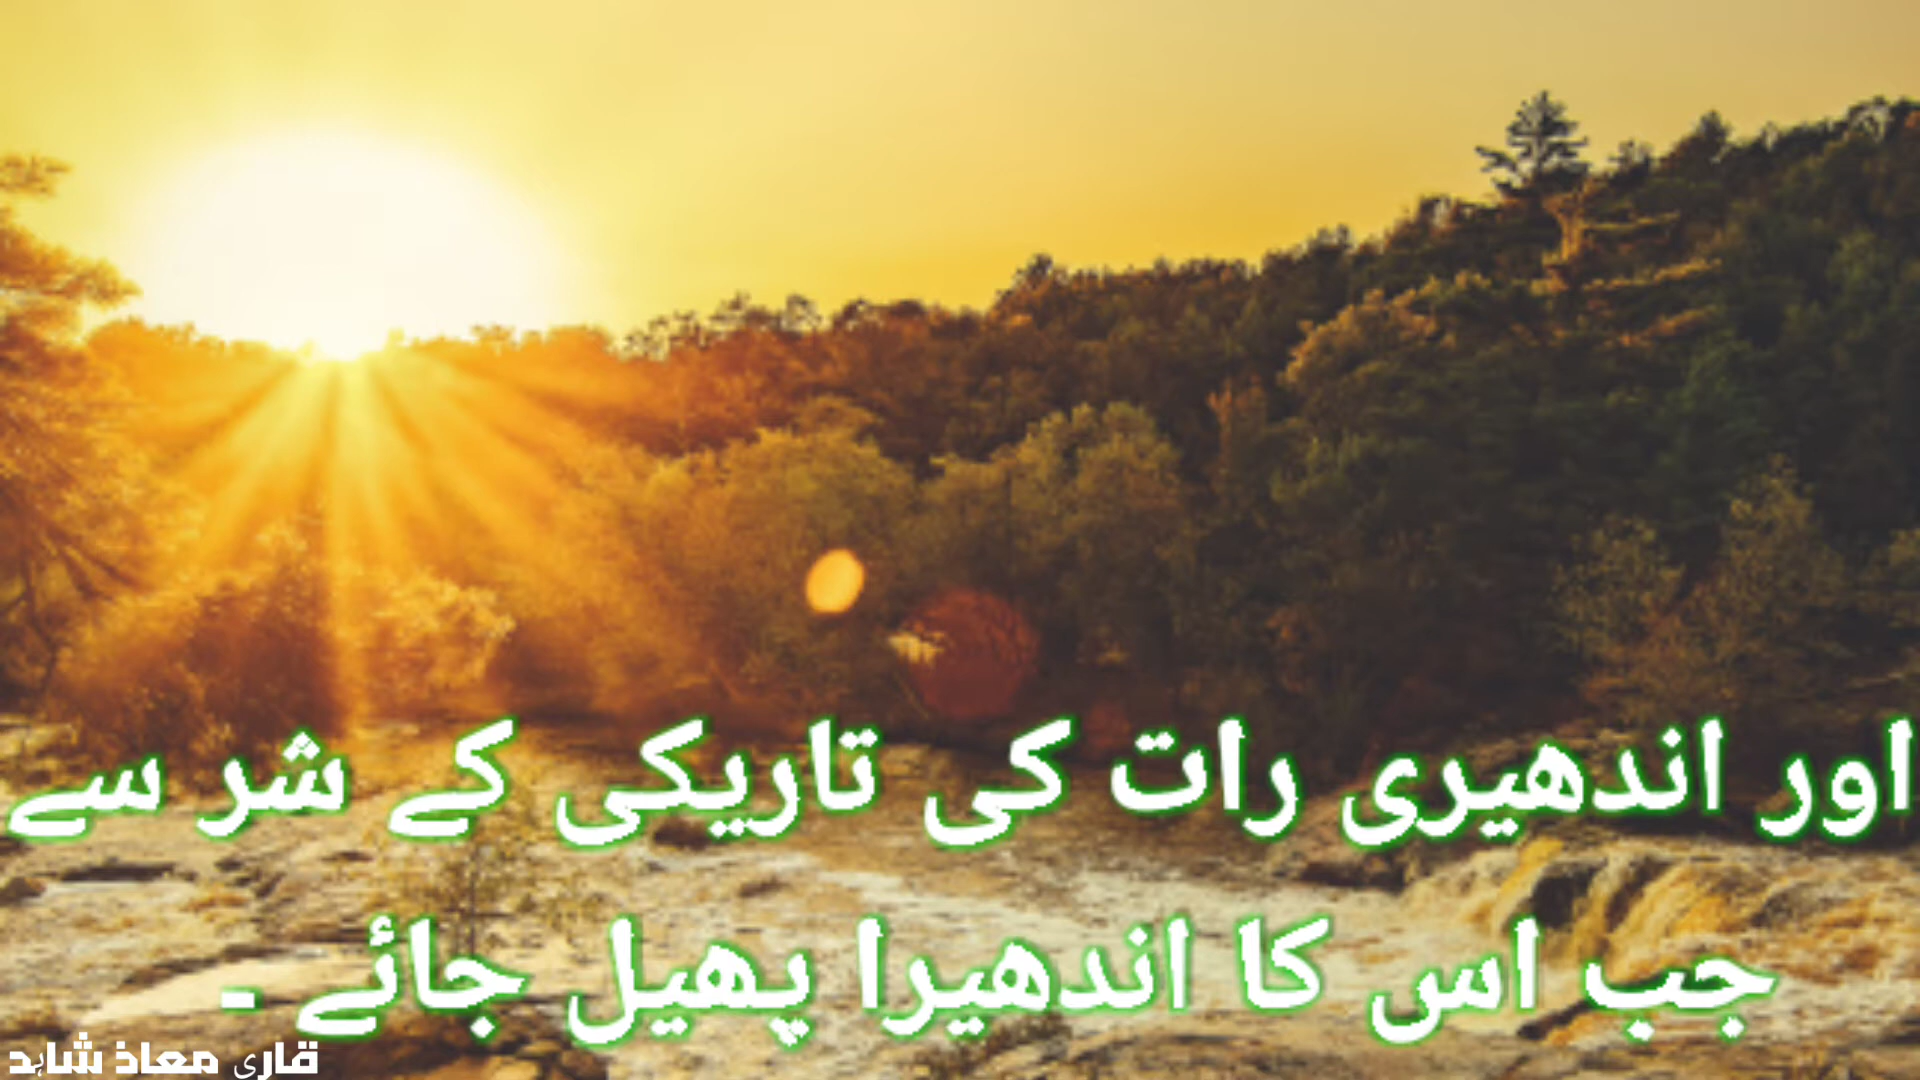 اور اندھیری رات کی تاریکی کے شر سے
جب اس کا اندھیرا پھیل جائے ۔
قاری معاذ شاہد